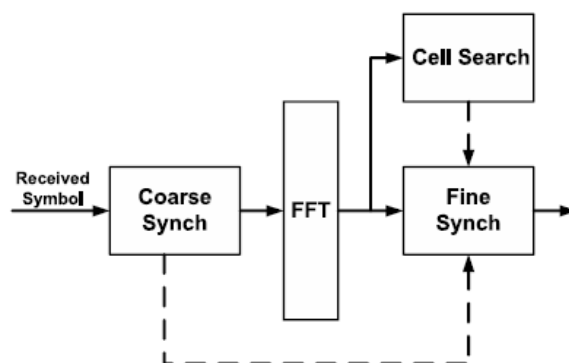 Cell Search
Received
Symbol
Coarse
Synch
FFT
Fine
Synch